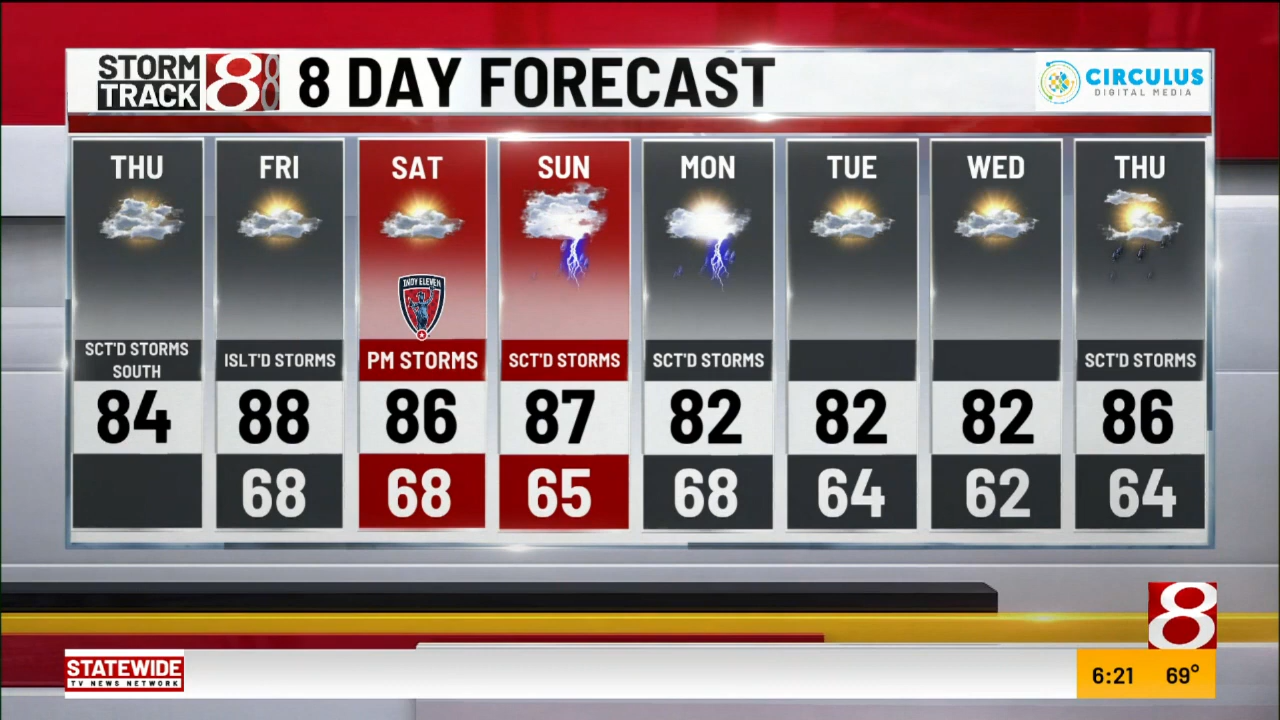 STORM
TRACK
8
8 DAY FORECAST
CIRCULUS
DIGITAL MEDIA
THU FRI SAT SUN MON TUE WED THU
INDY ELEVEN
SCT'D STORMS
SOUTH
ISLT'D STORMS
PM STORMS
SCT'D STORMS
SCT'D STORMS
SCT'D STORMS
84 88 86 87 82 82 82 86
68 68 65 68 64 62 64
8
STATEWIDE
TV NEWS NETWORK
6:21 69°